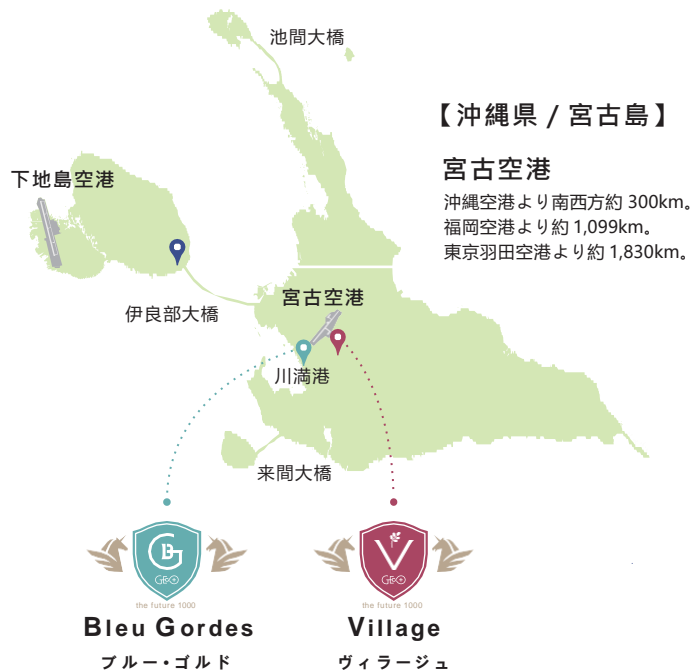 池間大橋
【沖縄県 / 宮古島】
宮古空港
沖縄空港より南西方約 300km。
福岡空港より約 1,099km。
東京羽田空港より約 1,830km。
下地島空港
伊良部大橋
宮古空港
川満港
来間大橋
BG
GECO
the future 1000
Bleu Gordes
ブルー・ゴルド
V
GECO
the future 1000
Village
ヴィラージュ